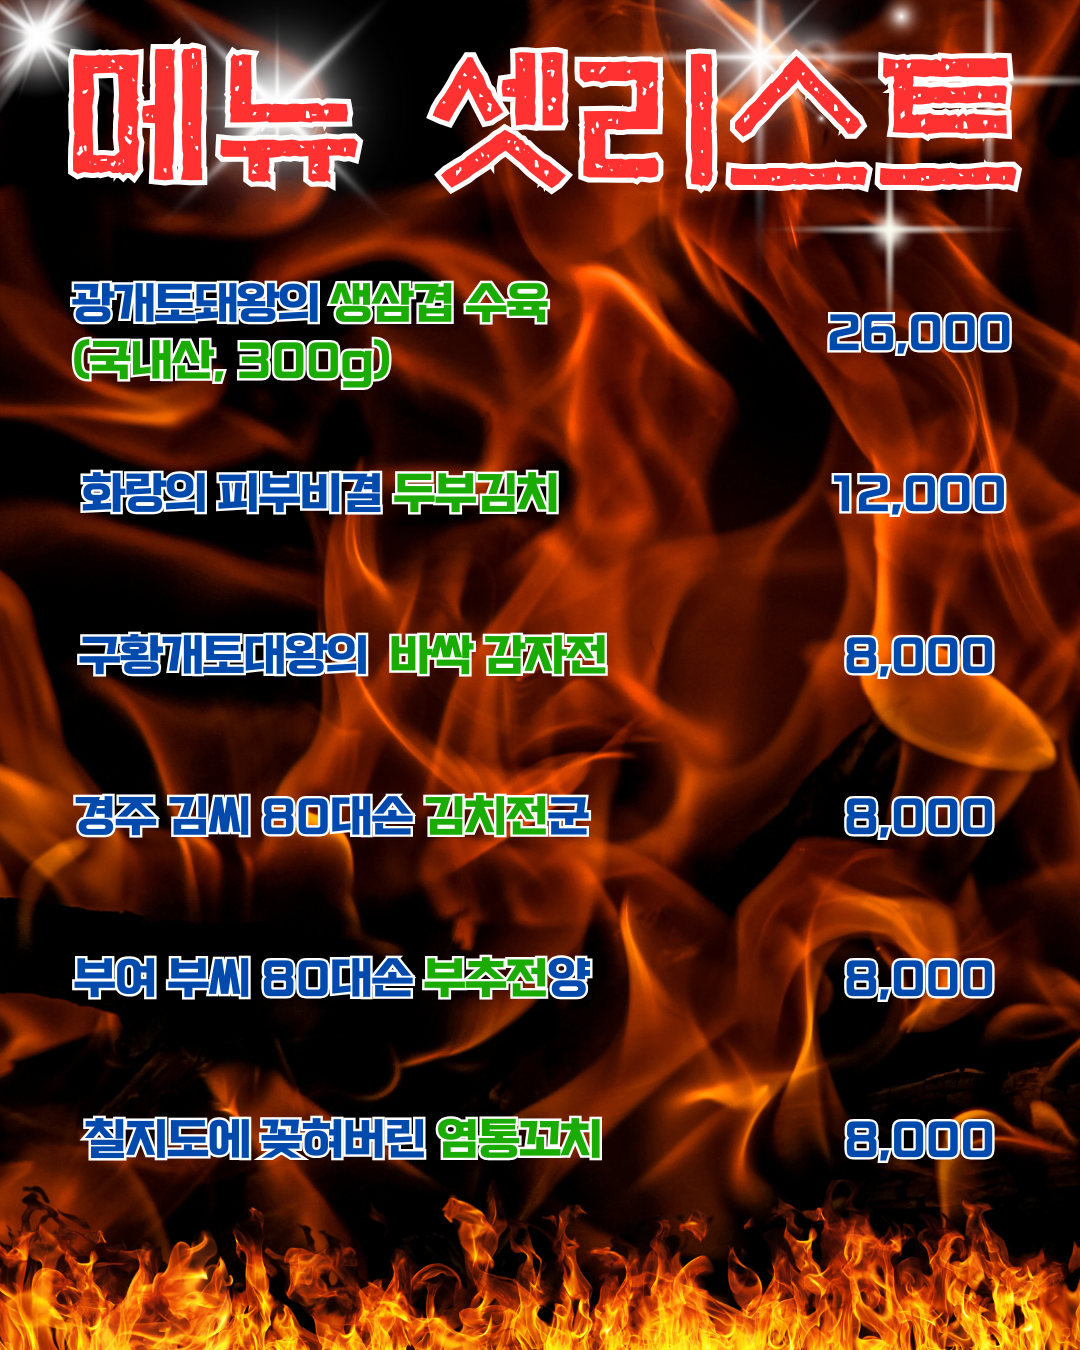 메뉴 셋리스트
광개토돼왕의 생삼겹 수육
(국내산, 300g)
26,000
화랑의 피부비결 두부김치
12,000
구황개토대왕의 바싹 감자전
8,000
경주 김씨 80대손 김치전군
8,000
부여 부씨 80대손 부추전양
8,000
칠지도에 꽂혀버린 염통꼬치
8,000